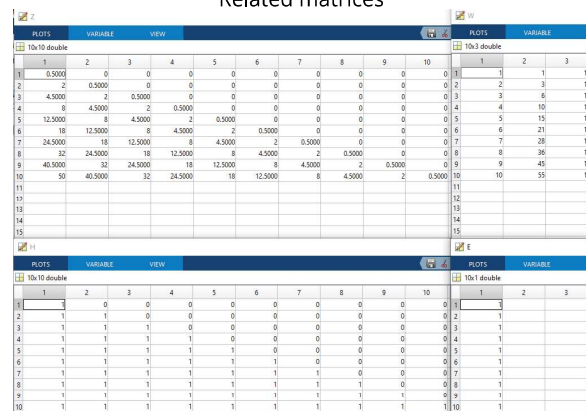 Related matrices
Z W
PLOTS VARIABLE VIEW PLOTS VARIABLE
10x10 double 10x3 double
1 2 3 4 5 6 7 8 9 10 1 2 3
1 0.5000 0 0 0 0 0 0 0 0 0 1 1 1 1
2 2 0.5000 0 0 0 0 0 0 0 0 2 2 3 1
3 4.5000 2 0.5000 0 0 0 0 0 0 0 3 3 6 1
4 8 4.5000 2 0.5000 0 0 0 0 0 0 4 4 10 1
5 12.5000 8 4.5000 2 0.5000 0 0 0 0 0 5 5 15 1
6 18 12.5000 8 4.5000 2 0.5000 0 0 0 0 6 6 21 1
7 24.5000 18 12.5000 8 4.5000 2 0.5000 0 0 0 7 7 28 1
8 32 24.5000 18 12.5000 8 4.5000 2 0.5000 0 0 8 8 36 1
9 40.5000 32 24.5000 18 12.5000 8 4.5000 2 0.5000 0 9 9 45 1
10 50 40.5000 32 24.5000 18 12.5000 8 4.5000 2 0.5000 10 10 55 1
11 11
12 12
13 13
14 14
15 15
H E
PLOTS VARIABLE VIEW PLOTS VARIABLE
10x10 double 10x1 double
1 2 3 4 5 6 7 8 9 10 1 2 3
1 1 0 0 0 0 0 0 0 0 0 1 1
2 1 1 0 0 0 0 0 0 0 0 2 1
3 1 1 1 0 0 0 0 0 0 0 3 1
4 1 1 1 1 0 0 0 0 0 0 4 1
5 1 1 1 1 1 0 0 0 0 0 5 1
6 1 1 1 1 1 1 0 0 0 0 6 1
7 1 1 1 1 1 1 1 0 0 0 7 1
8 1 1 1 1 1 1 1 1 0 0 8 1
9 1 1 1 1 1 1 1 1 1 0 9 1
10 1 1 1 1 1 1 1 1 1 1 10 1